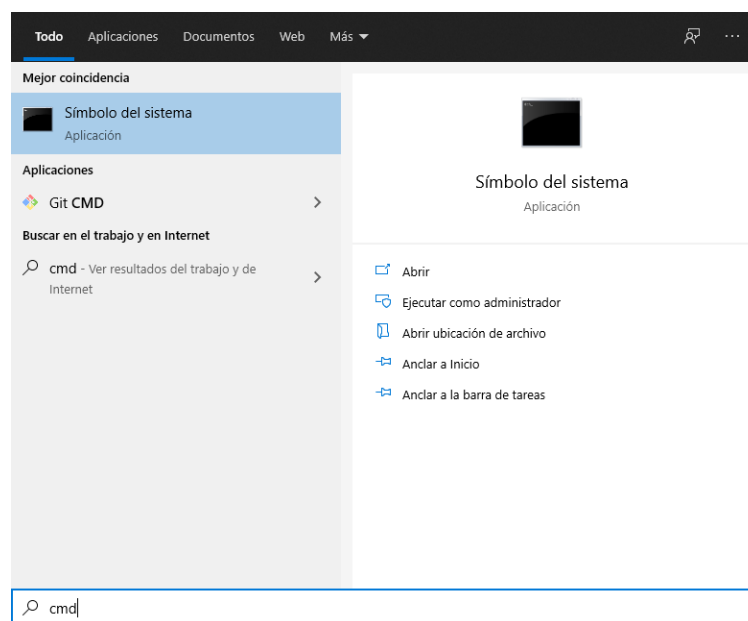 Todo Aplicaciones Documentos Web Más
Mejor coincidencia
Símbolo del sistema
Aplicación
Aplicaciones
Git CMD
Buscar en el trabajo y en Internet
cmd - Ver resultados del trabajo y de
Internet
Símbolo del sistema
Aplicación
Abrir
Ejecutar como administrador
Abrir ubicación de archivo
Anclar a Inicio
Anclar a la barra de tareas
cmd